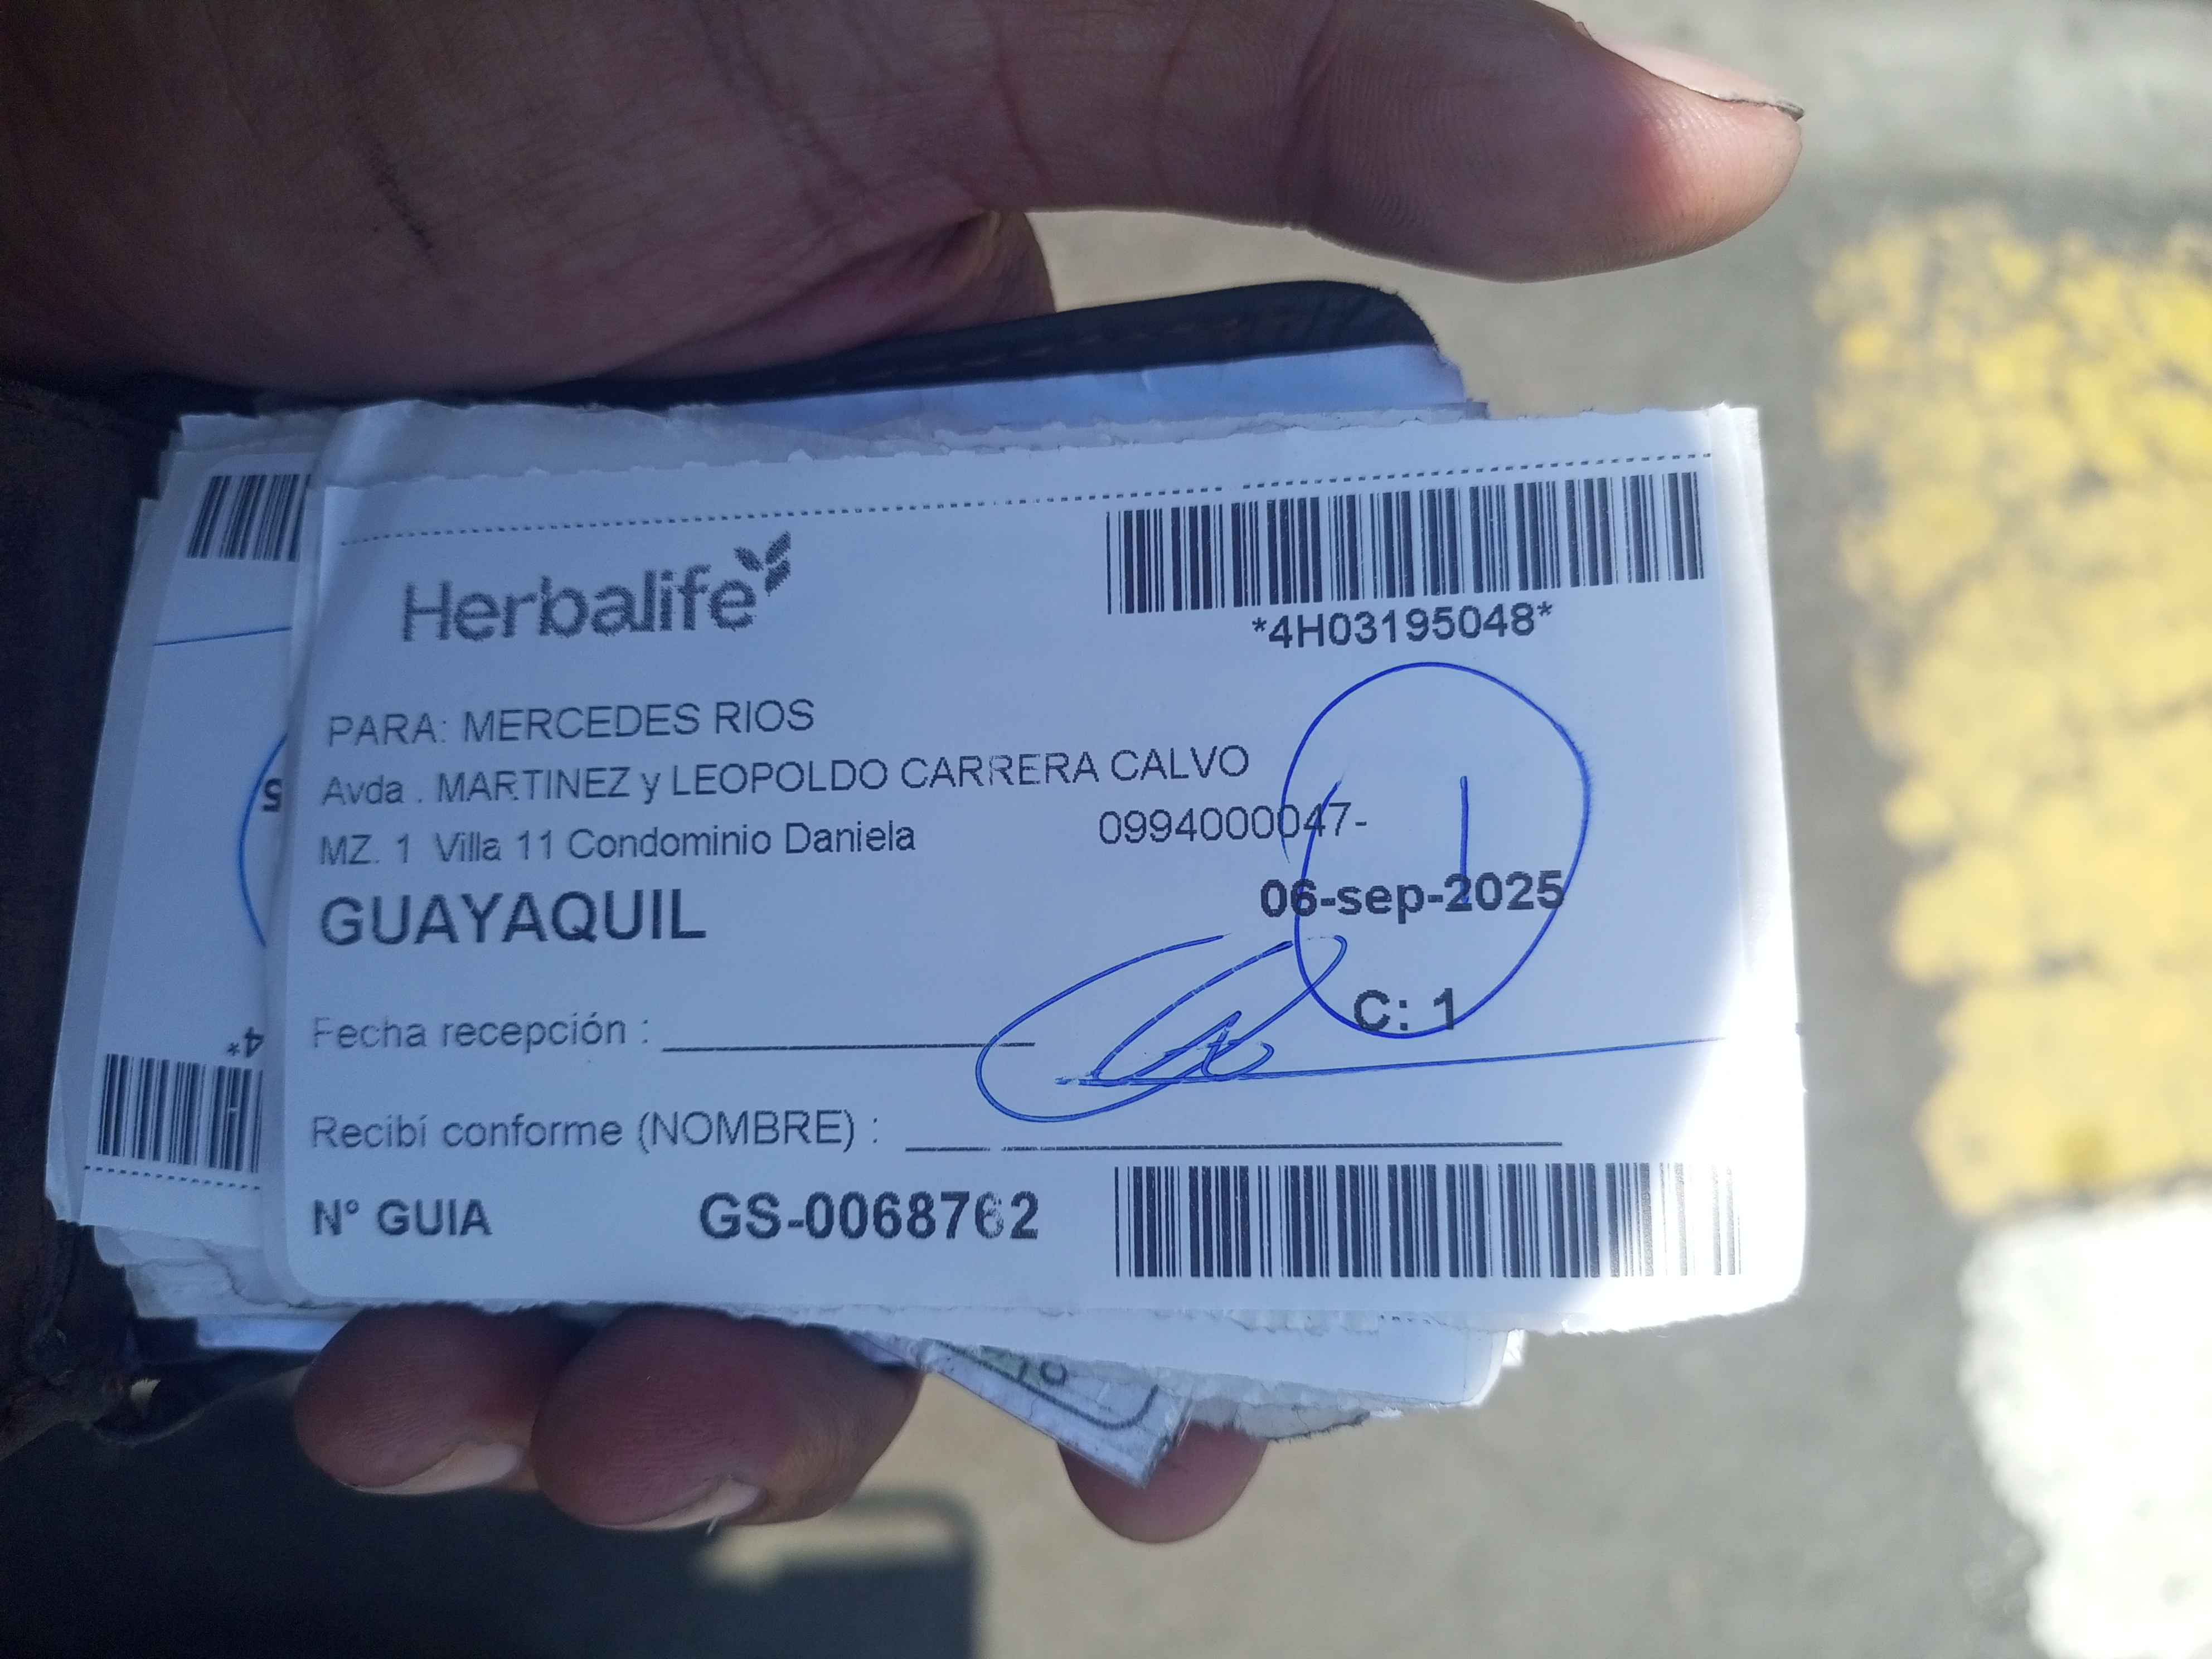 Herbalife
*4H03195048*
PARA: MERCEDES RIOS
Avda . MARTINEZ y LEOPOLDO CARRERA CALVO
MZ. 1 Villa 11 Condominio Daniela 0994000047-
GUAYAQUIL 06-sep-2025
C: 1
Fecha recepción :
Recibí conforme (NOMBRE) :
N° GUIA GS-0068762